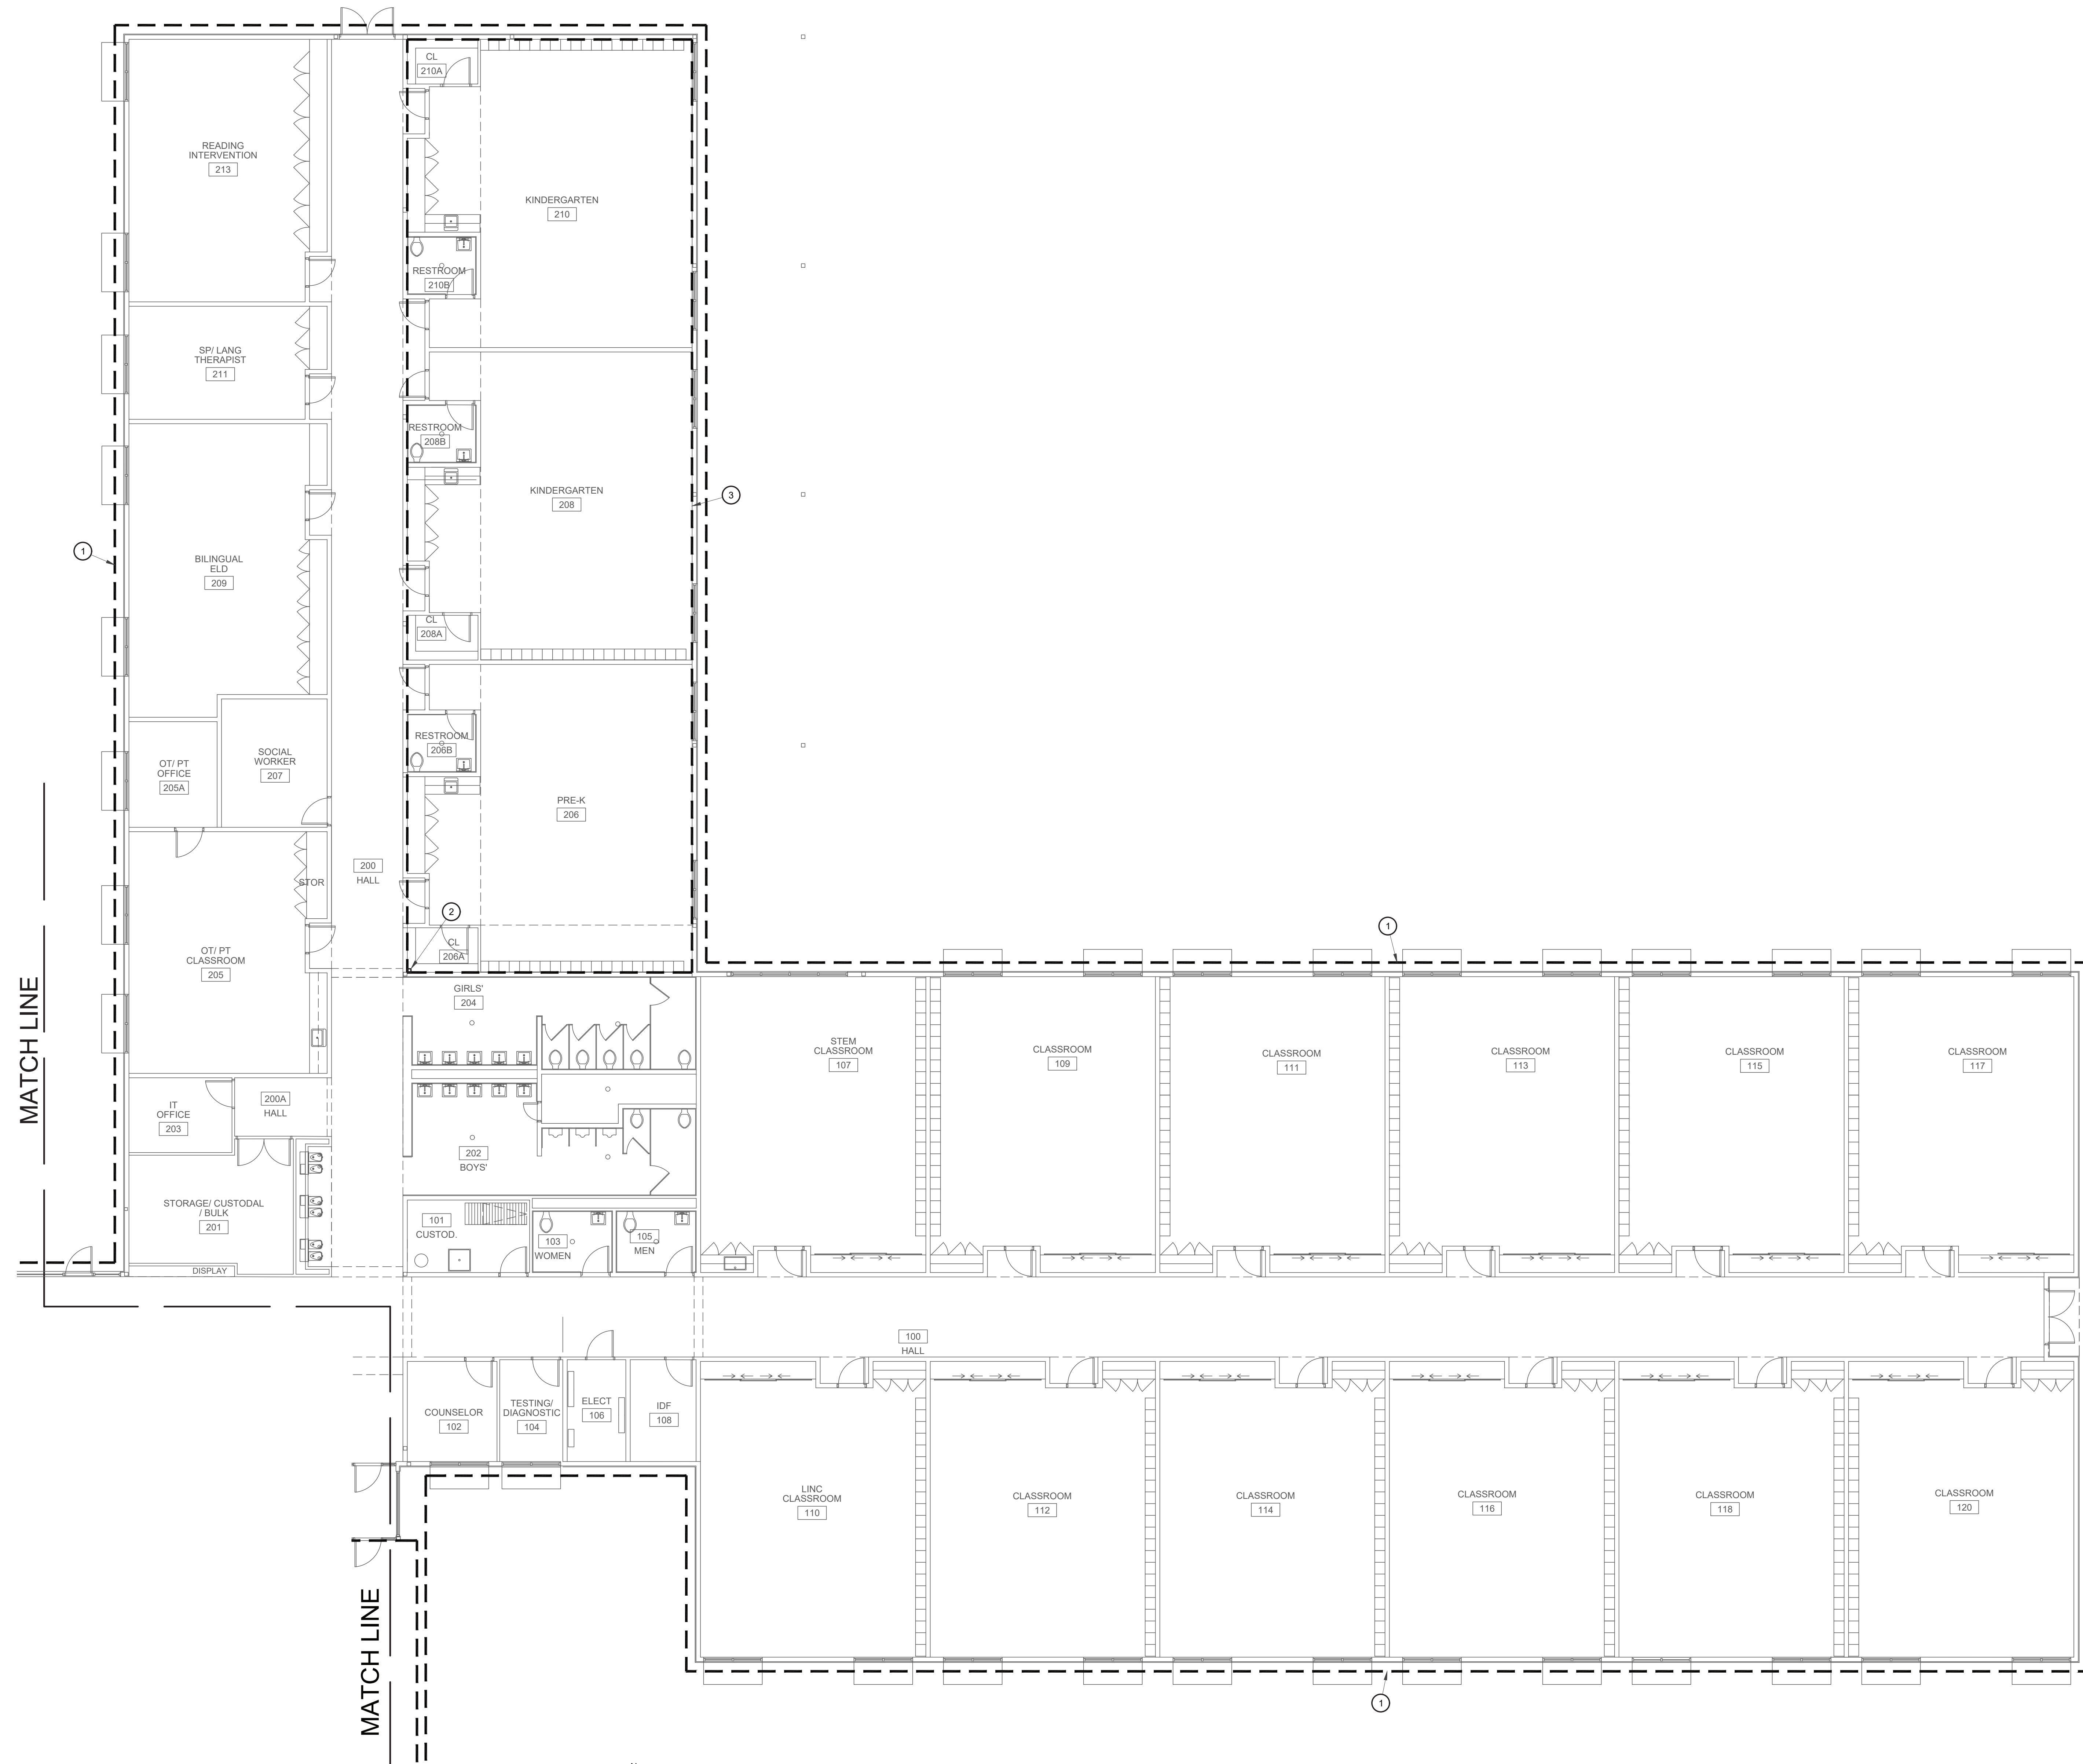 CL
210A
READING
INTERVENTION
213
KINDERGARTEN
210
RESTROOM
210B
SP/ LANG
THERAPIST
211
RESTROOM
208B
KINDERGARTEN
208
3
1
BILINGUAL
ELD
209
CL
208A
RESTROOM
206B
SOCIAL
WORKER
207
OT/ PT
OFFICE
205A
PRE-K
206
200
HALL
STOR
2
1
CL
206A
OT/ PT
CLASSROOM
205
MATCH LINE
GIRLS'
204
STEM
CLASSROOM
107
CLASSROOM
109
CLASSROOM
111
CLASSROOM
113
CLASSROOM
115
CLASSROOM
117
IT
OFFICE
203
200A
HALL
202
BOYS'
STORAGE/ CUSTODAL
/ BULK
201
101
CUSTOD.
103
WOMEN
105
MEN
DISPLAY
100
HALL
COUNSELOR
102
TESTING/
DIAGNOSTIC
104
ELECT
106
IDF
108
LINC
CLASSROOM
110
CLASSROOM
112
CLASSROOM
114
CLASSROOM
116
CLASSROOM
118
CLASSROOM
120
MATCH LINE
1